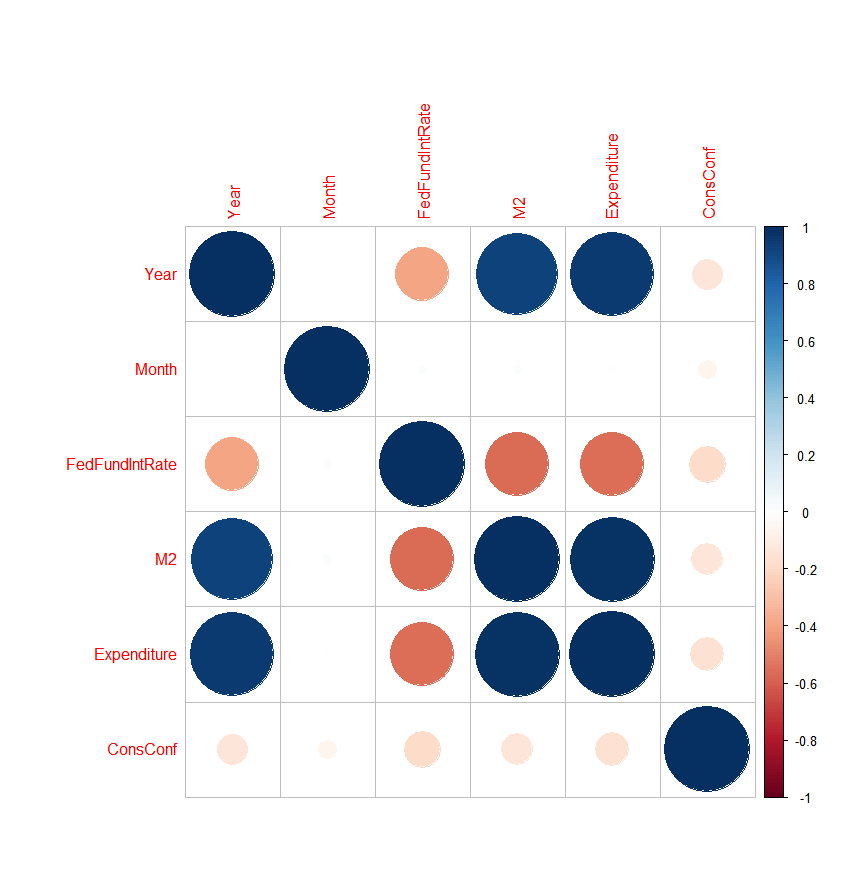 Year
Month
FedFundIntRate
M2
Expenditure
ConsConf
Year
Month
FedFundIntRate
M2
Expenditure
ConsConf
1
0.8
0.6
0.4
0.2
0
-0.2
-0.4
-0.6
-0.8
-1